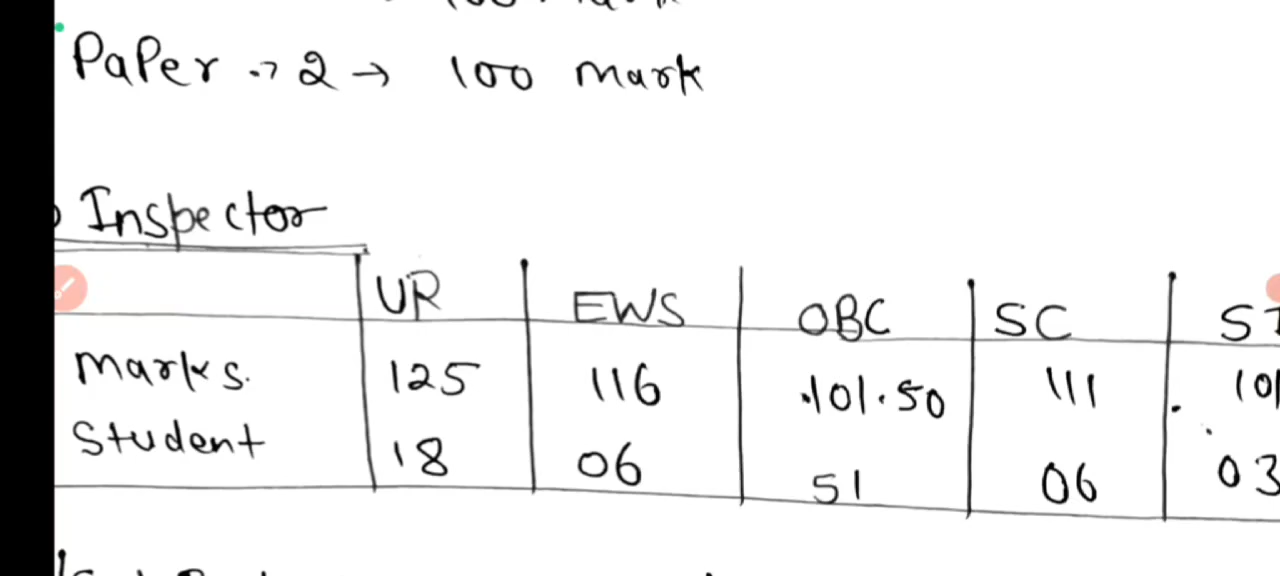 Paper → 2 → 100 mark
Inspector
UR EWS OBC SC
Marks. 125 116 101.50 111
Student 18 06 51 06 03